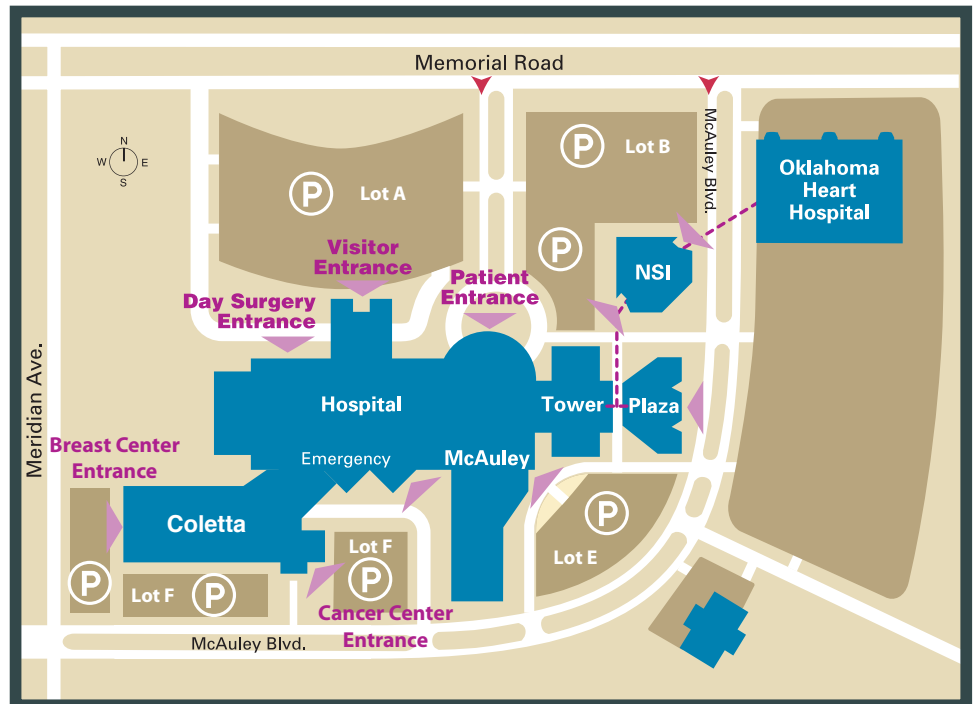 Memorial Road
N
W E
S
P
Lot A
P
Lot B
P
McAuley Blvd.
Oklahoma
Heart
Hospital
Visitor
Entrance
Patient
Entrance
NSI
Day Surgery
Entrance
Meridian Ave.
Hospital
Tower
Plaza
Emergency
McAuley
Breast Center
Entrance
Coletta
P
Lot E
Lot F
P
P
Lot F
P
Cancer Center
Entrance
McAuley Blvd.